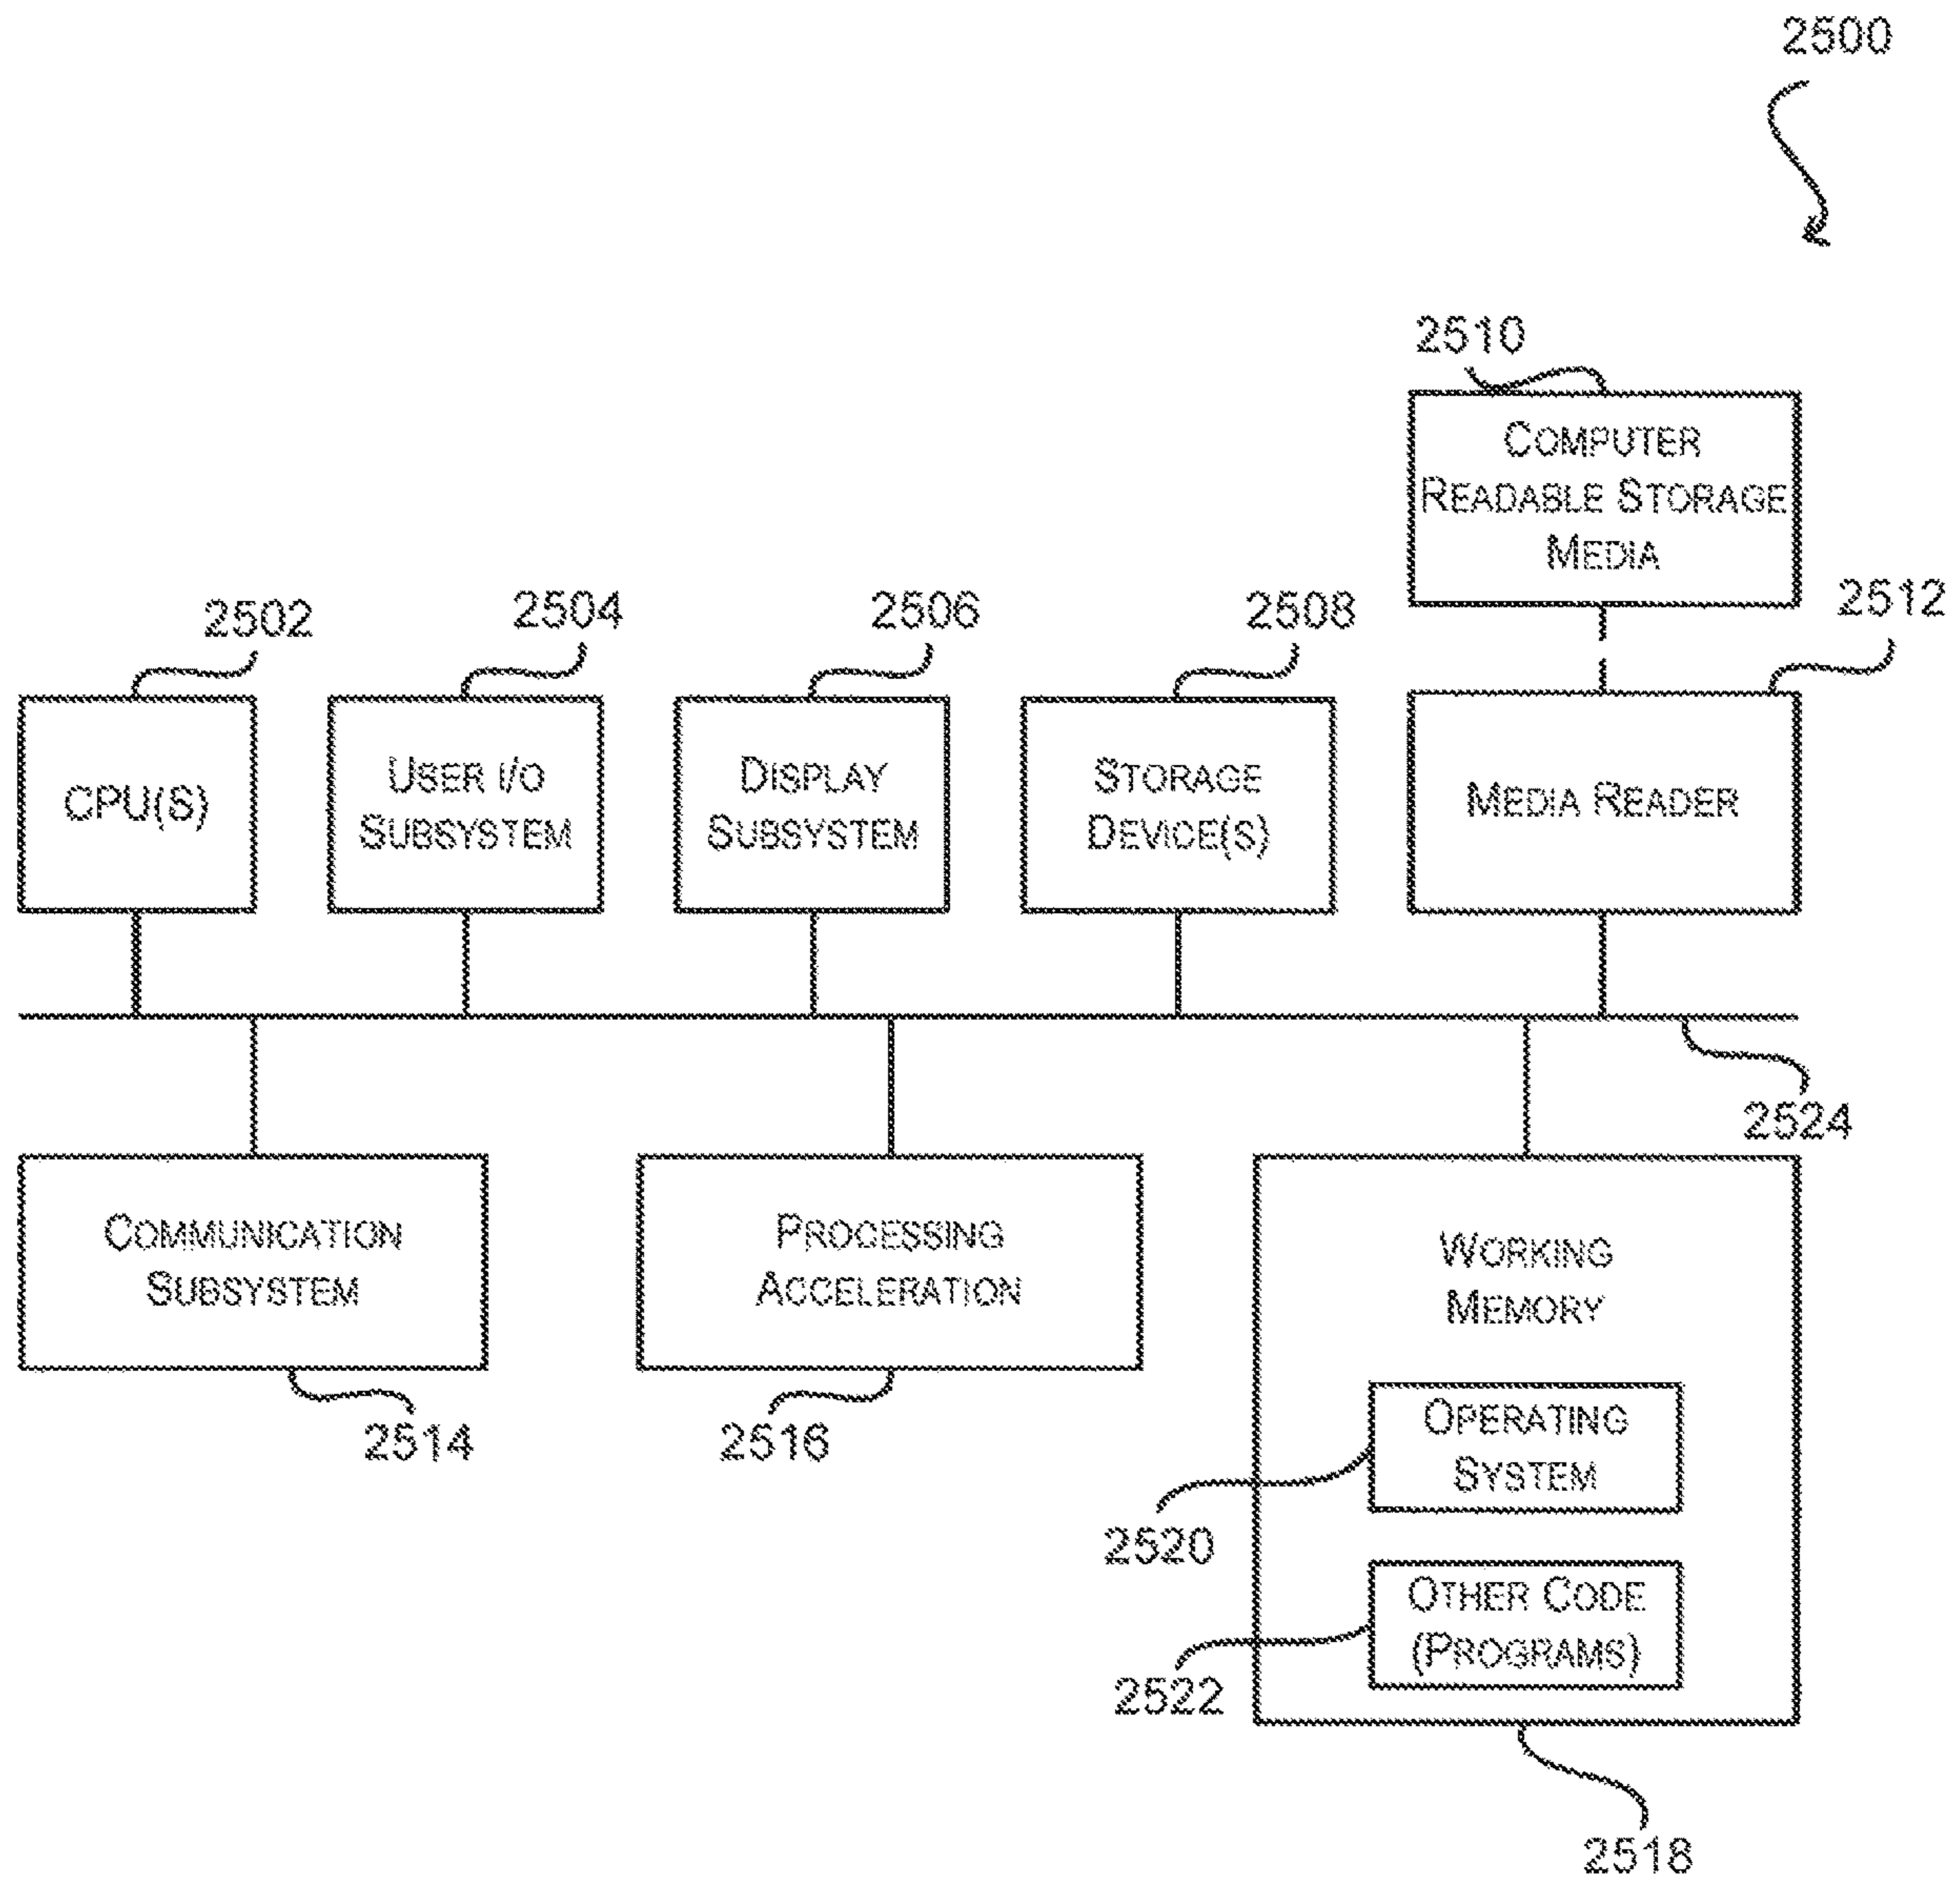 2500
2510
COMPUTER
READABLE STORAGE
MEDIA
2502
2504
2506
2508
2512
CPU(S)
USER I/O
SUBSYSTEM
DISPLAY
SUBSYSTEM
STORAGE
DEVICE(S)
MEDIA READER
2524
COMMUNICATION
SUBSYSTEM
PROCESSING
ACCELERATION
WORKING
MEMORY
2514
2516
OPERATING
SYSTEM
2520
OTHER CODE
(PROGRAMS)
2522
2518